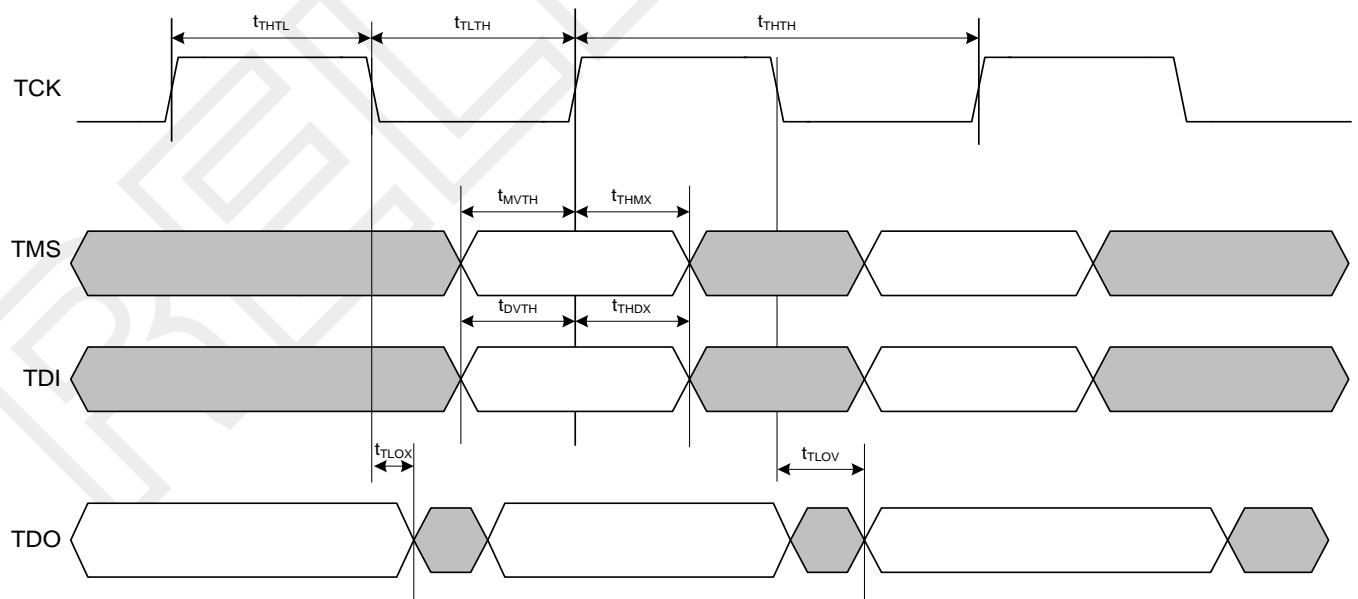 tTHTL tTLTH tTHTH
TCK
tMVTH tTHMX
TMS
tDVTH tTHDX
TDI
tTLOX tTLOV
TDO